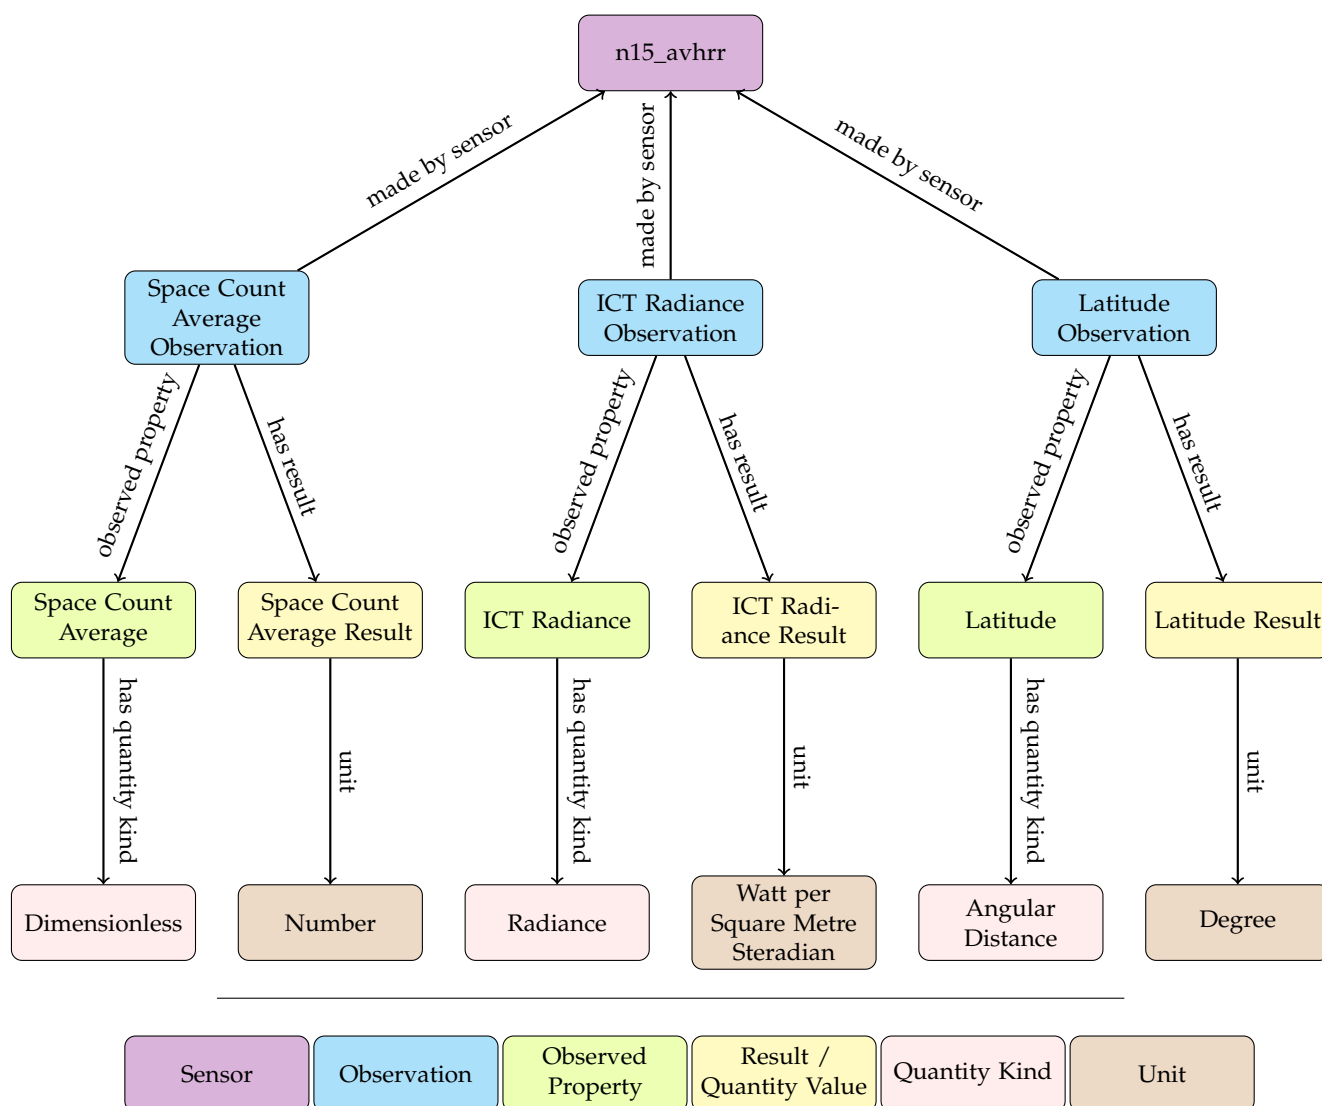 n15_avhrr
made by sensor
made by sensor
made by sensor
Space Count
Average
Observation
ICT Radiance
Observation
Latitude
Observation
observed property
has result
observed property
has result
observed property
has result
Space Count
Average
Space Count
Average Result
ICT Radiance
ICT Radi-
ance Result
Latitude
Latitude Result
has quantity kind
unit
has quantity kind
unit
has quantity kind
unit
Dimensionless
Number
Radiance
Watt per
Square Metre
Steradian
Angular
Distance
Degree
Sensor
Observation
Observed
Property
Result /
Quantity Value
Quantity Kind
Unit